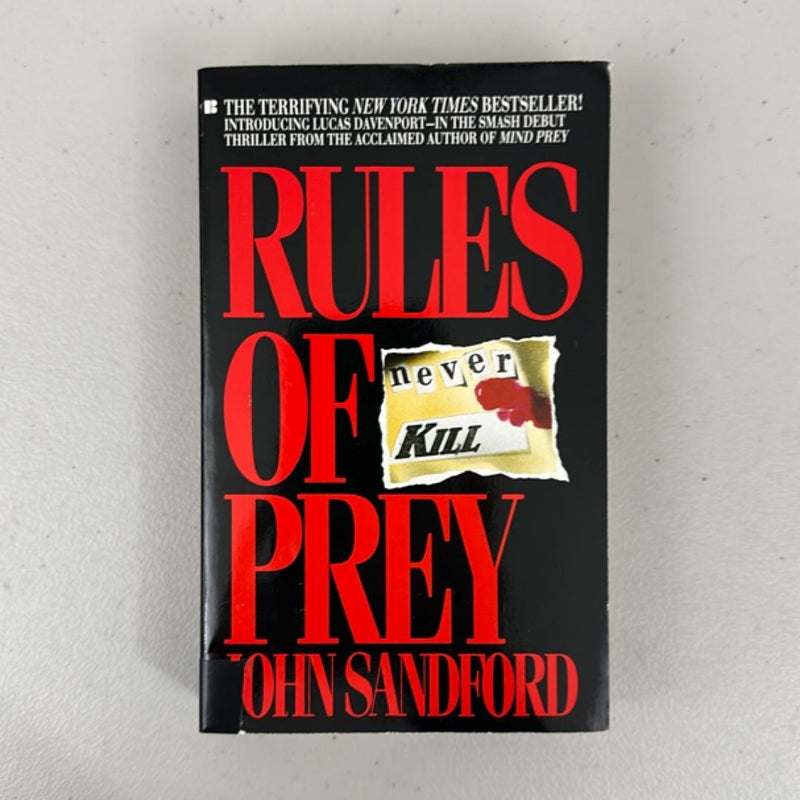 B THE TERRIFYING NEW YORK TIMES BESTSELLER!
INTRODUCING LUCAS DAVENPORT—IN THE SMASH DEBUT
THRILLER FROM THE ACCLAIMED AUTHOR OF MIND PREY
RULES
OF
never
KILL
PREY
JOHN SANDFORD